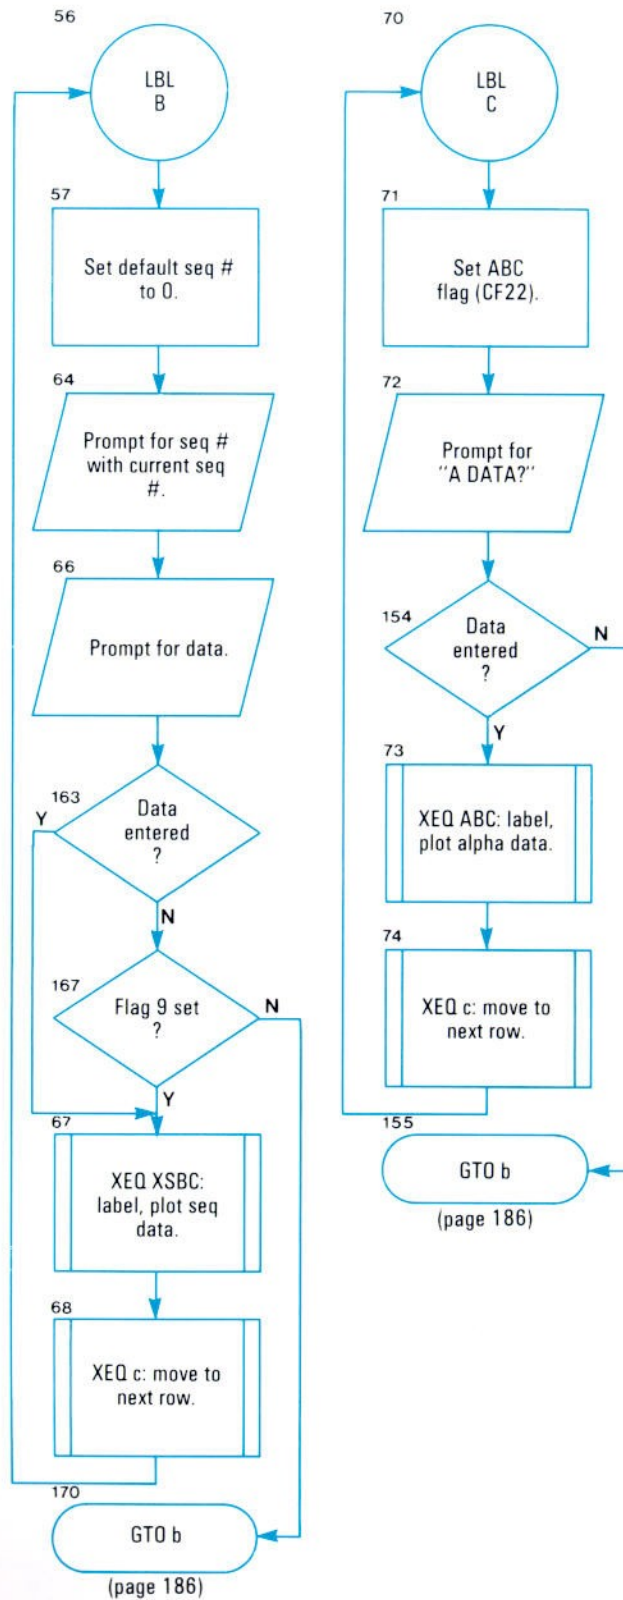 56
LBL
B
57
Set default seq #
to 0.
64
Prompt for seq #
with current seq
#.
66
Prompt for data.
163
Data
entered
?
Y
N
167
Flag 9 set
?
N
Y
67
XEQ XSBC:
label, plot seq
data.
68
XEQ c: move to
next row.
170
GTO b
(page 186)
70
LBL
C
71
Set ABC
flag (CF22).
72
Prompt for
"A DATA?"
154
Data
entered
?
N
Y
73
XEQ ABC: label,
plot alpha data.
74
XEQ c: move to
next row.
155
GTO b
(page 186)